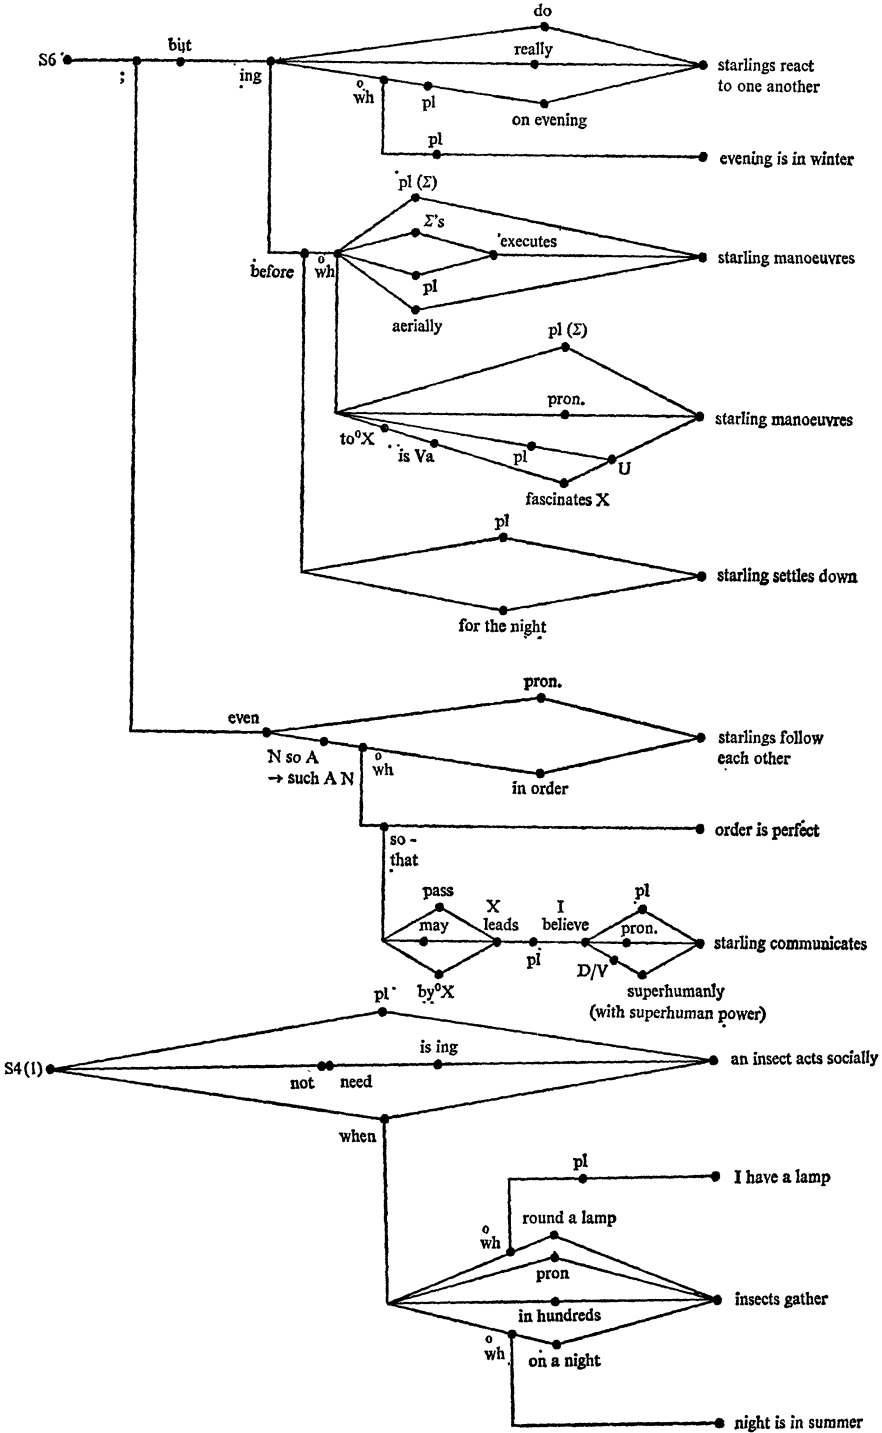 do
S6
but
really
starlings react
to one another
;
ing
°
wh
pl
on evening
pl
evening is in winter
pl (Σ)
Σ's
executes
before
°
wh
starling manoeuvres
pl
aerially
pl (Σ)
pron.
starling manoeuvres
to°X
is Va
pl
U
fascinates X
pl
starling settles down
for the night
pron.
even
starlings follow
each other
N so A
→ such A N
°
wh
in order
order is perfect
so -
that
pass
X
leads
I
believe
pl
may
pron.
starling communicates
pl
D/V
by°X
superhumanly
(with superhuman power)
pl
is ing
an insect acts socially
S4(1)
not
need
when
pl
I have a lamp
round a lamp
°
wh
pron
insects gather
in hundreds
°
wh
on a night
night is in summer